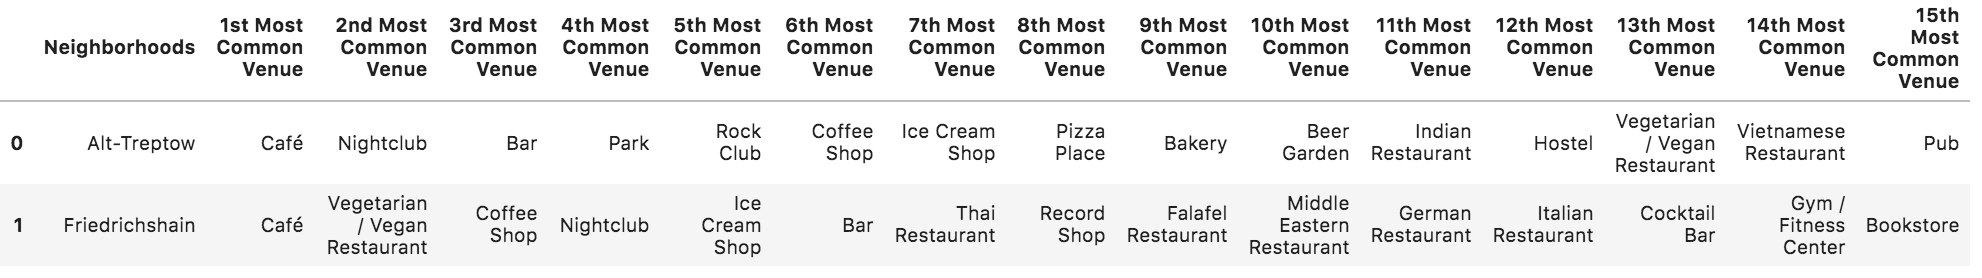 Neighborhoods 1st Most Common Venue 2nd Most Common Venue 3rd Most Common Venue 4th Most Common Venue 5th Most Common Venue 6th Most Common Venue 7th Most Common Venue 8th Most Common Venue 9th Most Common Venue 10th Most Common Venue 11th Most Common Venue 12th Most Common Venue 13th Most Common Venue 14th Most Common Venue 15th Most Common Venue
0 Alt-Treptow Café Nightclub Bar Park Rock Club Coffee Shop Ice Cream Shop Pizza Place Bakery Beer Garden Indian Restaurant Hostel Vegetarian / Vegan Restaurant Vietnamese Restaurant Pub
1 Friedrichshain Café Vegetarian / Vegan Restaurant Coffee Shop Nightclub Ice Cream Shop Bar Thai Restaurant Record Shop Falafel Restaurant Middle Eastern Restaurant German Restaurant Italian Restaurant Cocktail Bar Gym / Fitness Center Bookstore